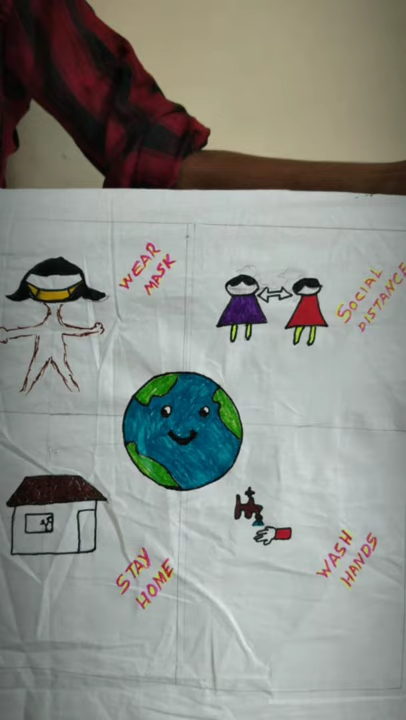 WEAR
MASK
SOCIAL
DISTANCE
STAY
HOME
WASH
HANDS